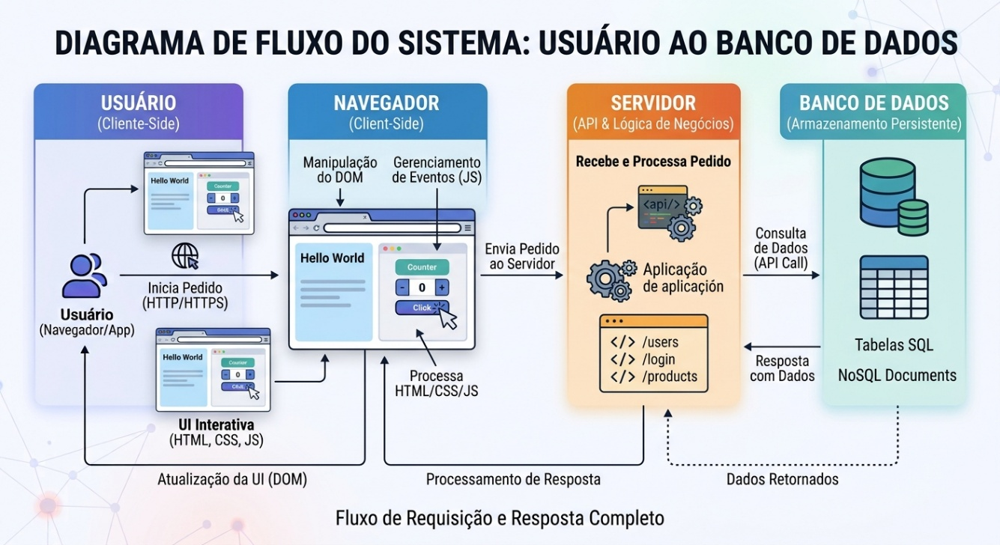 DIAGRAMA DE FLUXO DO SISTEMA: USUÁRIO AO BANCO DE DADOS
USUÁRIO
(Cliente-Side)
Hello World
Counter
0
Inicia Pedido
(HTTP/HTTPS)
Usuário
(Navegador/App)
Hello World
Counter
0
Click
UI Interativa
(HTML, CSS, JS)
NAVEGADOR
(Client-Side)
Manipulação
do DOM
Gerenciamento
de Eventos (JS)
x
Hello World
Counter
- 0 +
Click
Processa
HTML/CSS/JS
Envia Pedido
ao Servidor
SERVIDOR
(API & Lógica de Negócios)
Recebe e Processa Pedido
<api/>
Aplicação
de aplicación
</> /users
</> /login
</> /products
Consulta
de Dados
(API Call)
Resposta
com Dados
BANCO DE DADOS
(Armazenamento Persistente)
Tabelas SQL
NoSQL Documents
Atualização da UI (DOM)
Processamento de Resposta
Dados Retornados
Fluxo de Requisição e Resposta Completo